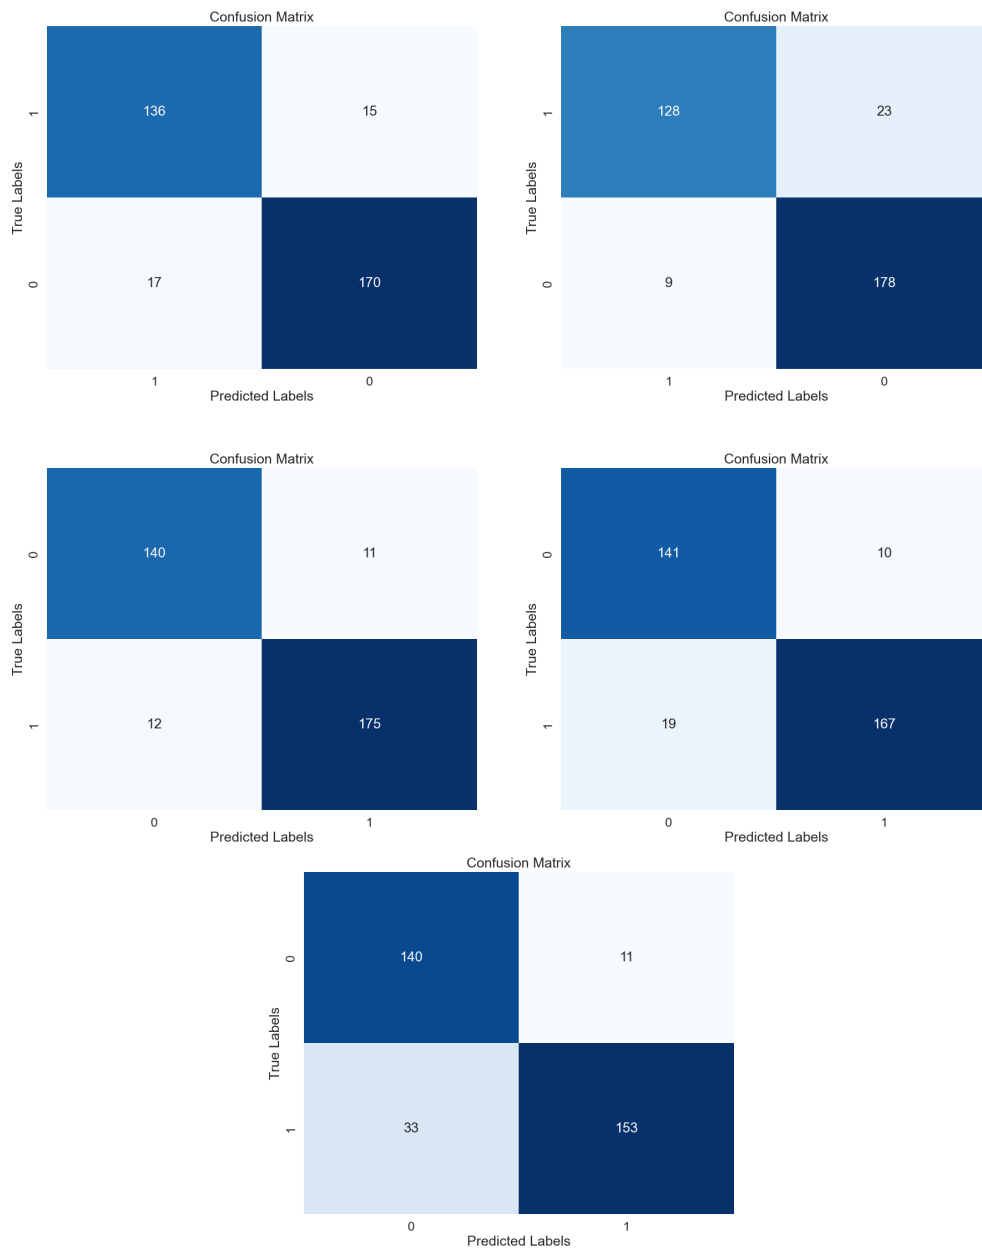 Confusion Matrix
1
136
15
True Labels
0
17
170
1
0
Predicted Labels
Confusion Matrix
1
128
23
True Labels
0
9
178
1
0
Predicted Labels
Confusion Matrix
0
140
11
True Labels
1
12
175
0
1
Predicted Labels
Confusion Matrix
0
141
10
True Labels
1
19
167
0
1
Predicted Labels
Confusion Matrix
0
140
11
True Labels
1
33
153
0
1
Predicted Labels